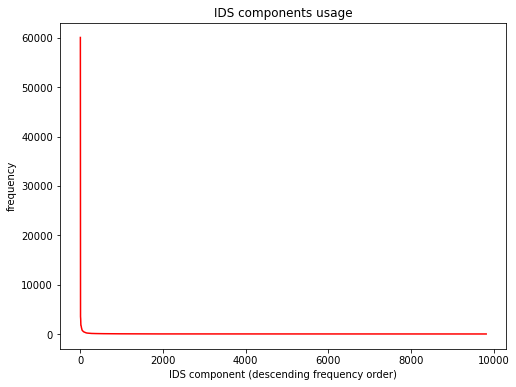 IDS components usage
60000
50000
40000
30000
20000
10000
0
frequency
0 2000 4000 6000 8000 10000
IDS component (descending frequency order)